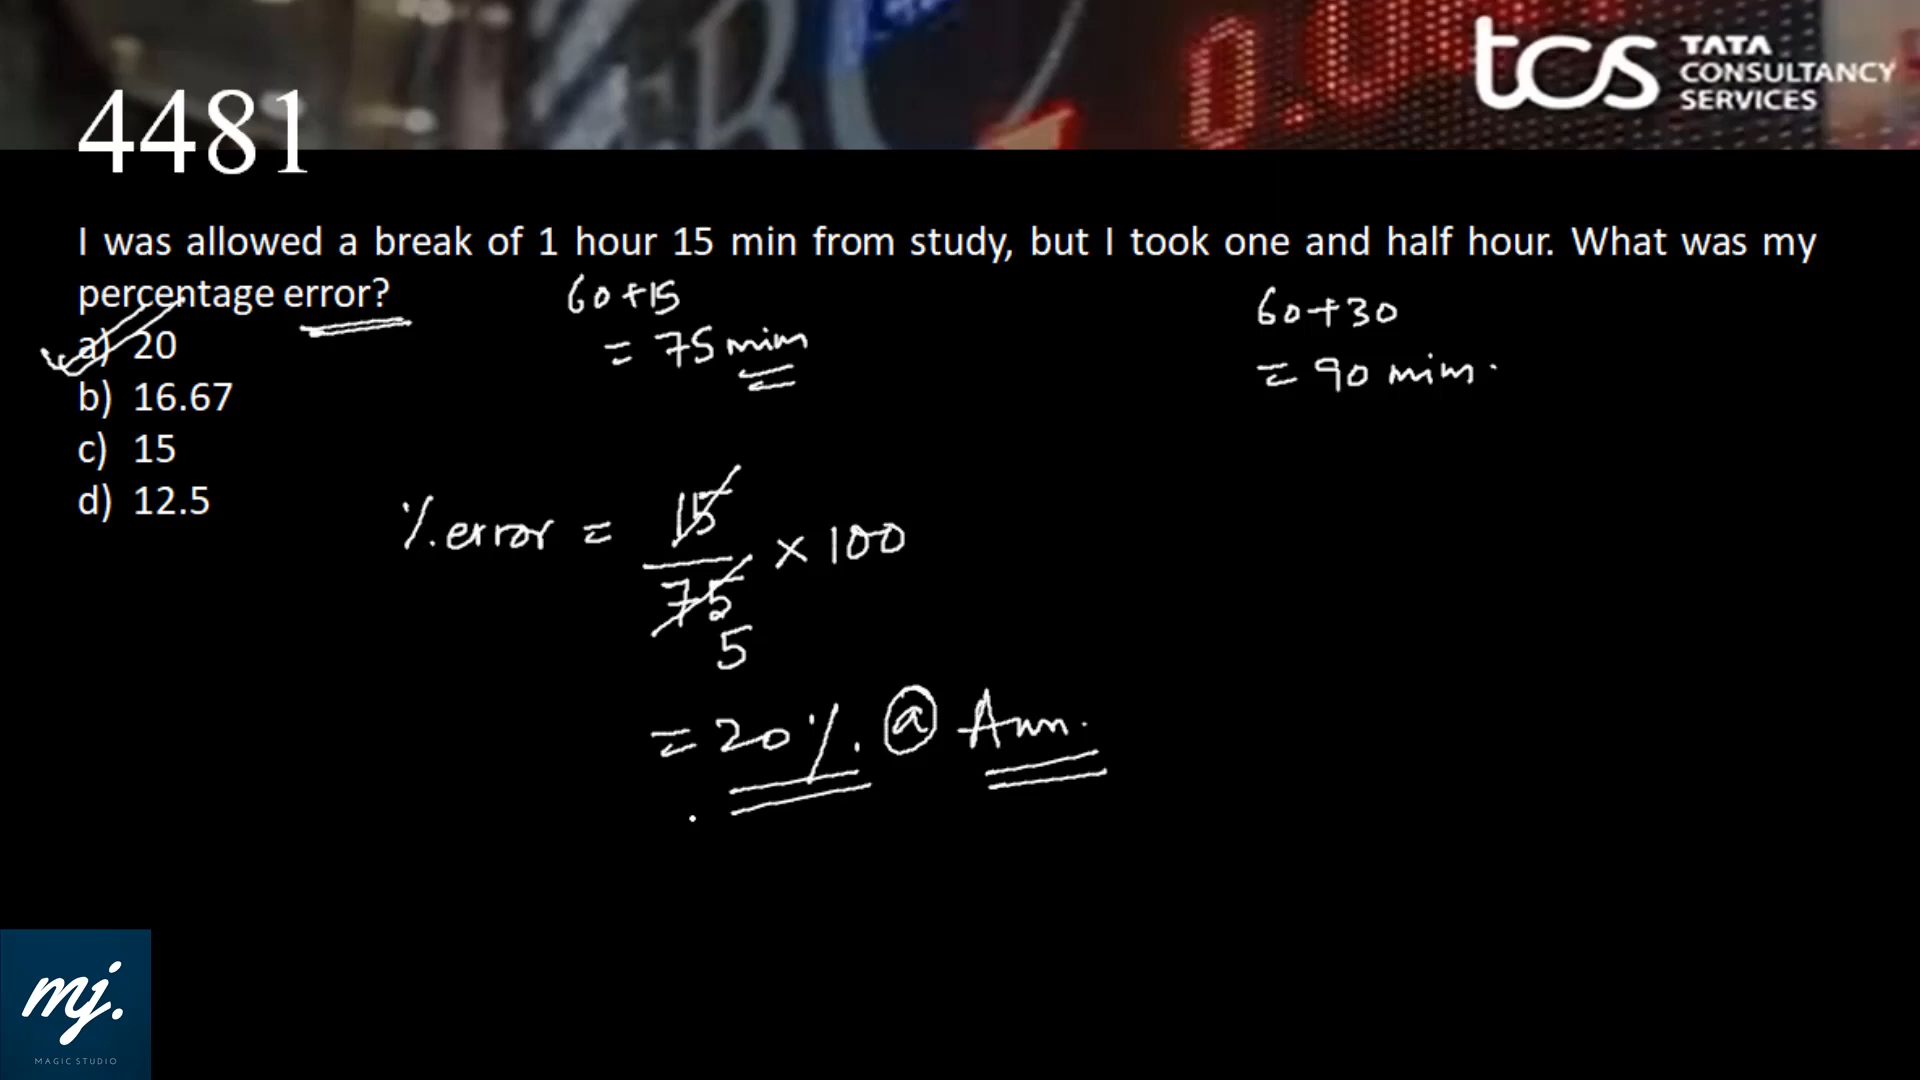 tcs TATA
CONSULTANCY
SERVICES
4481
I was allowed a break of 1 hour 15 min from study, but I took one and half hour. What was my
percentage error?
60+15
60+30
= 75 min
= 90 min.
a) 20
b) 16.67
c) 15
d) 12.5
% error = 15/75 × 100
5
= 20%. (a) Ans.
mj.
MAGIC STUDIO